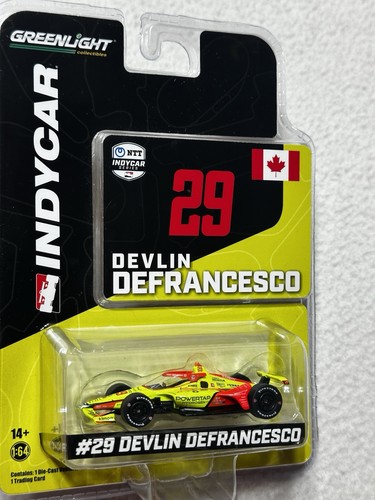 GREENLIGHT
collectibles
INDYCAR
NTT
INDYCAR
SERIES
29
DEVLIN
DEFRANCESCO
POWERTAP
14+
1:64
#29 DEVLIN DEFRANCESCO
Contains: 1 Die-Cast
1 Trading Card